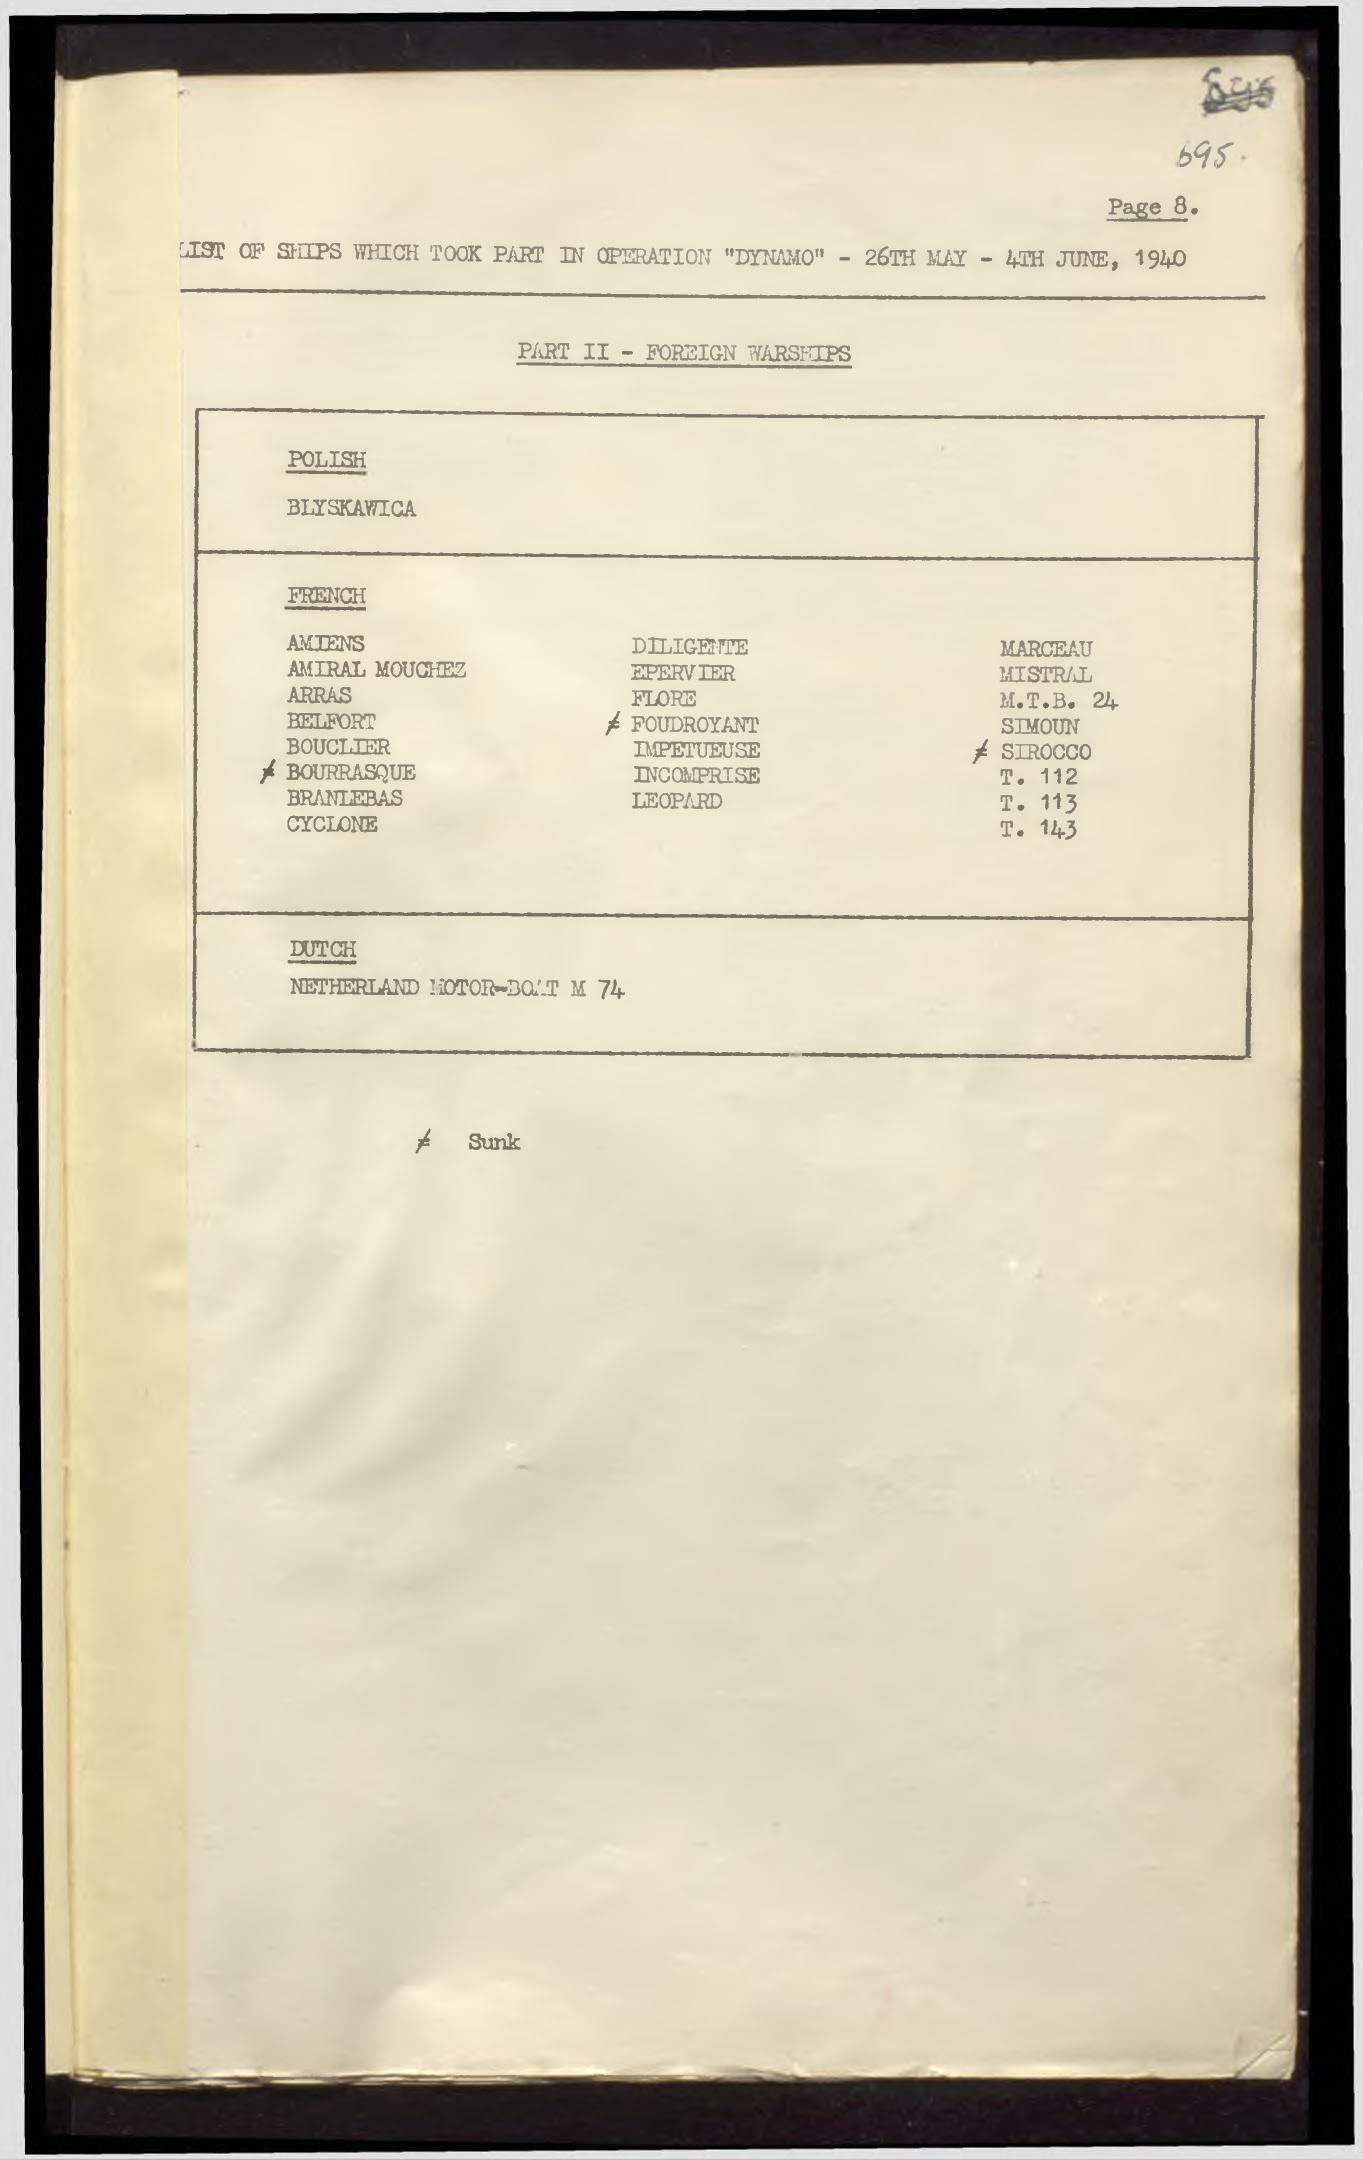 695.
Page 8.
LIST OF SHIPS WHICH TOOK PART IN OPERATION "DYNAMO" - 26TH MAY - 4TH JUNE, 1940
PART II - FOREIGN WARSHIPS
POLISH
BLYSKAWICA
FRENCH
AMIENS
AMIRAL MOUCHEZ
ARRAS
BELFORT
BOUCLIER
≠ BOURRASQUE
BRANLEBAS
CYCLONE
DILIGENTE
EPERVIER
FLORE
≠ FOUDROYANT
IMPETUEUSE
INCOMPRISE
LEOPARD
MARCEAU
MISTRAL
M.T.B. 24
SIMOUN
≠ SIROCCO
T. 112
T. 113
T. 143
DUTCH
NETHERLAND MOTOR-BOAT M 74
≠ Sunk